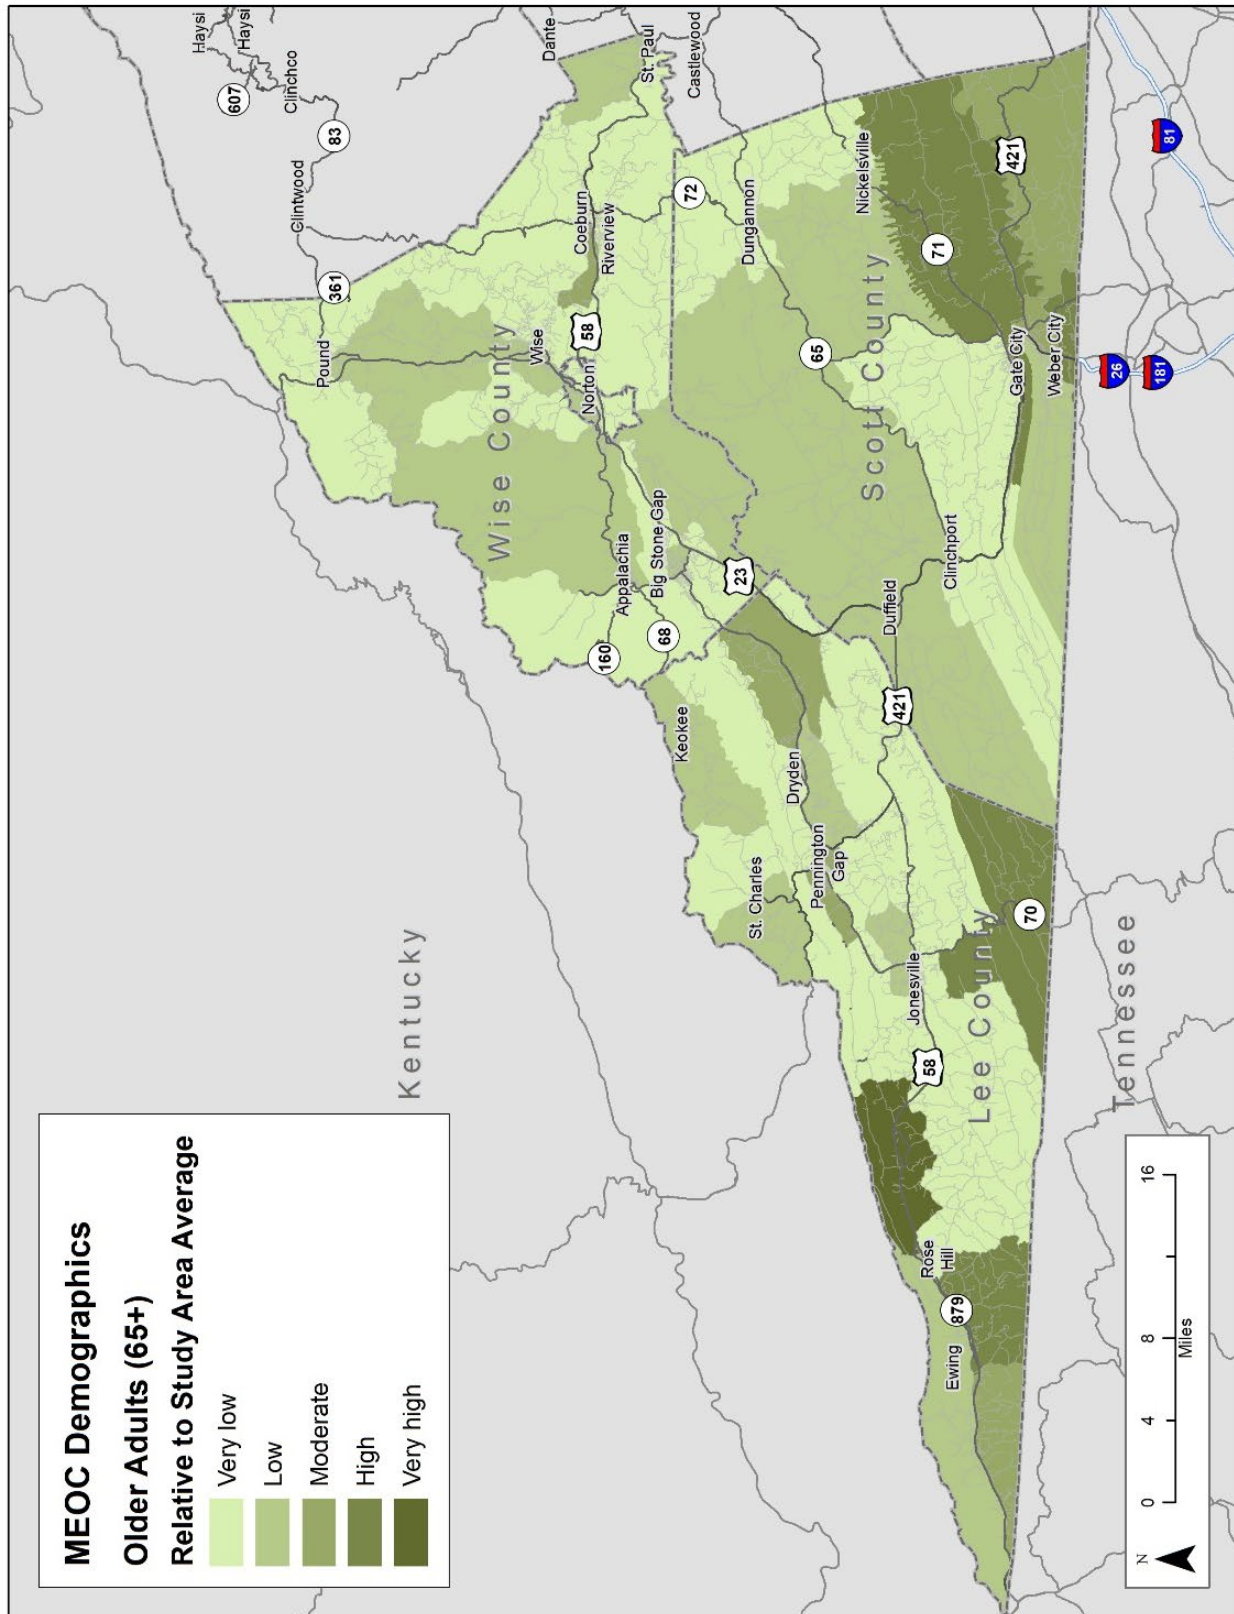 MEOC Demographics
Older Adults (65+)
Relative to Study Area Average
Very low
Low
Moderate
High
Very high
Kentucky
Haysi
Haysi
607
Clinchco
83
Clintwood
361
Pound
Dante
St. Paul
Castlewood
Wise County
Wise
58
Norton
Coeburn
Riverview
72
Appalachia
Big Stone Gap
160
68
23
Keokee
Dungannon
65
Nickelsville
Scott County
71
421
Gate City
Weber City
Clinchport
Duffield
421
Dryden
Pennington
Gap
St. Charles
Jonesville
58
Lee County
70
Rose
Hill
879
Ewing
26
181
81
Tennessee
N
0 4 8 16
Miles